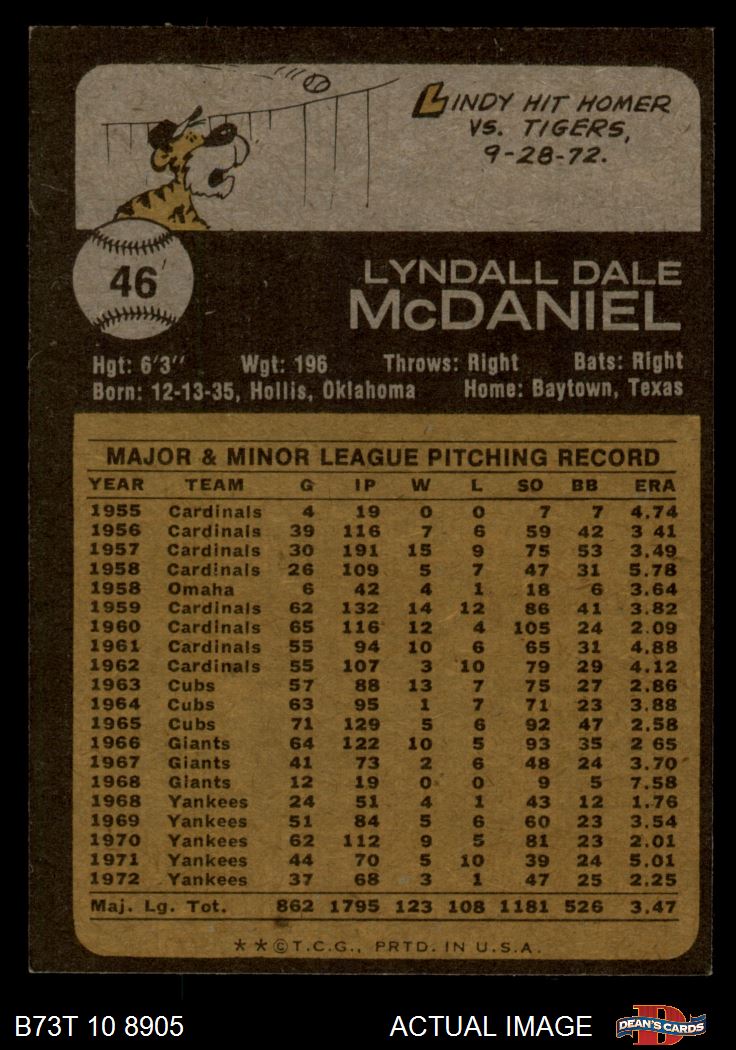 LINDY HIT HOMER
VS. TIGERS,
9-28-72.
46
LYNDALL DALE
McDANIEL
Hgt: 6'3" Wgt: 196 Throws: Right Bats: Right
Born: 12-13-35, Hollis, Oklahoma Home: Baytown, Texas
MAJOR & MINOR LEAGUE PITCHING RECORD
YEAR TEAM G IP W L SO BB ERA
1955 Cardinals 4 19 0 0 7 7 4.74
1956 Cardinals 39 116 7 6 59 42 3 41
1957 Cardinals 30 191 15 9 75 53 3.49
1958 Cardinals 26 109 5 7 47 31 5.78
1958 Omaha 6 42 4 1 18 6 3.64
1959 Cardinals 62 132 14 12 86 41 3.82
1960 Cardinals 65 116 12 4 105 24 2.09
1961 Cardinals 55 94 10 6 65 31 4.88
1962 Cardinals 55 107 3 10 79 29 4.12
1963 Cubs 57 88 13 7 75 27 2.86
1964 Cubs 63 95 1 7 71 23 3.88
1965 Cubs 71 129 5 6 92 47 2.58
1966 Giants 64 122 10 5 93 35 2 65
1967 Giants 41 73 2 6 48 24 3.70
1968 Giants 12 19 0 0 9 5 7.58
1968 Yankees 24 51 4 1 43 12 1.76
1969 Yankees 51 84 5 6 60 23 3.54
1970 Yankees 62 112 9 5 81 23 2.01
1971 Yankees 44 70 5 10 39 24 5.01
1972 Yankees 37 68 3 1 47 25 2.25
Maj. Lg. Tot. 862 1795 123 108 1181 526 3.47
**©T.C.G., PRTD. IN U.S.A.
B73T 10 8905 ACTUAL IMAGE D DEAN'S CARDS